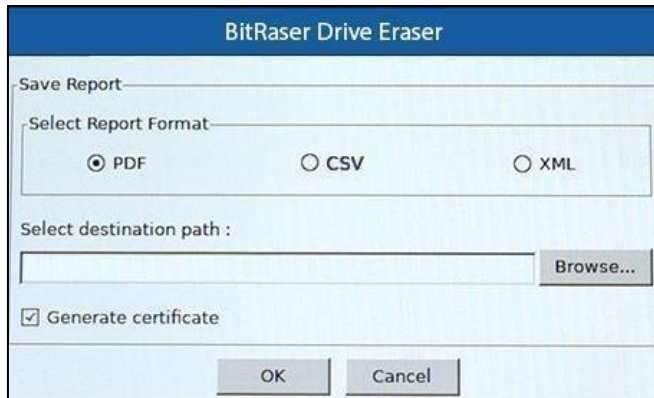 BitRaser Drive Eraser
Save Report
Select Report Format
PDF CSV XML
Select destination path :
Browse...
Generate certificate
OK Cancel